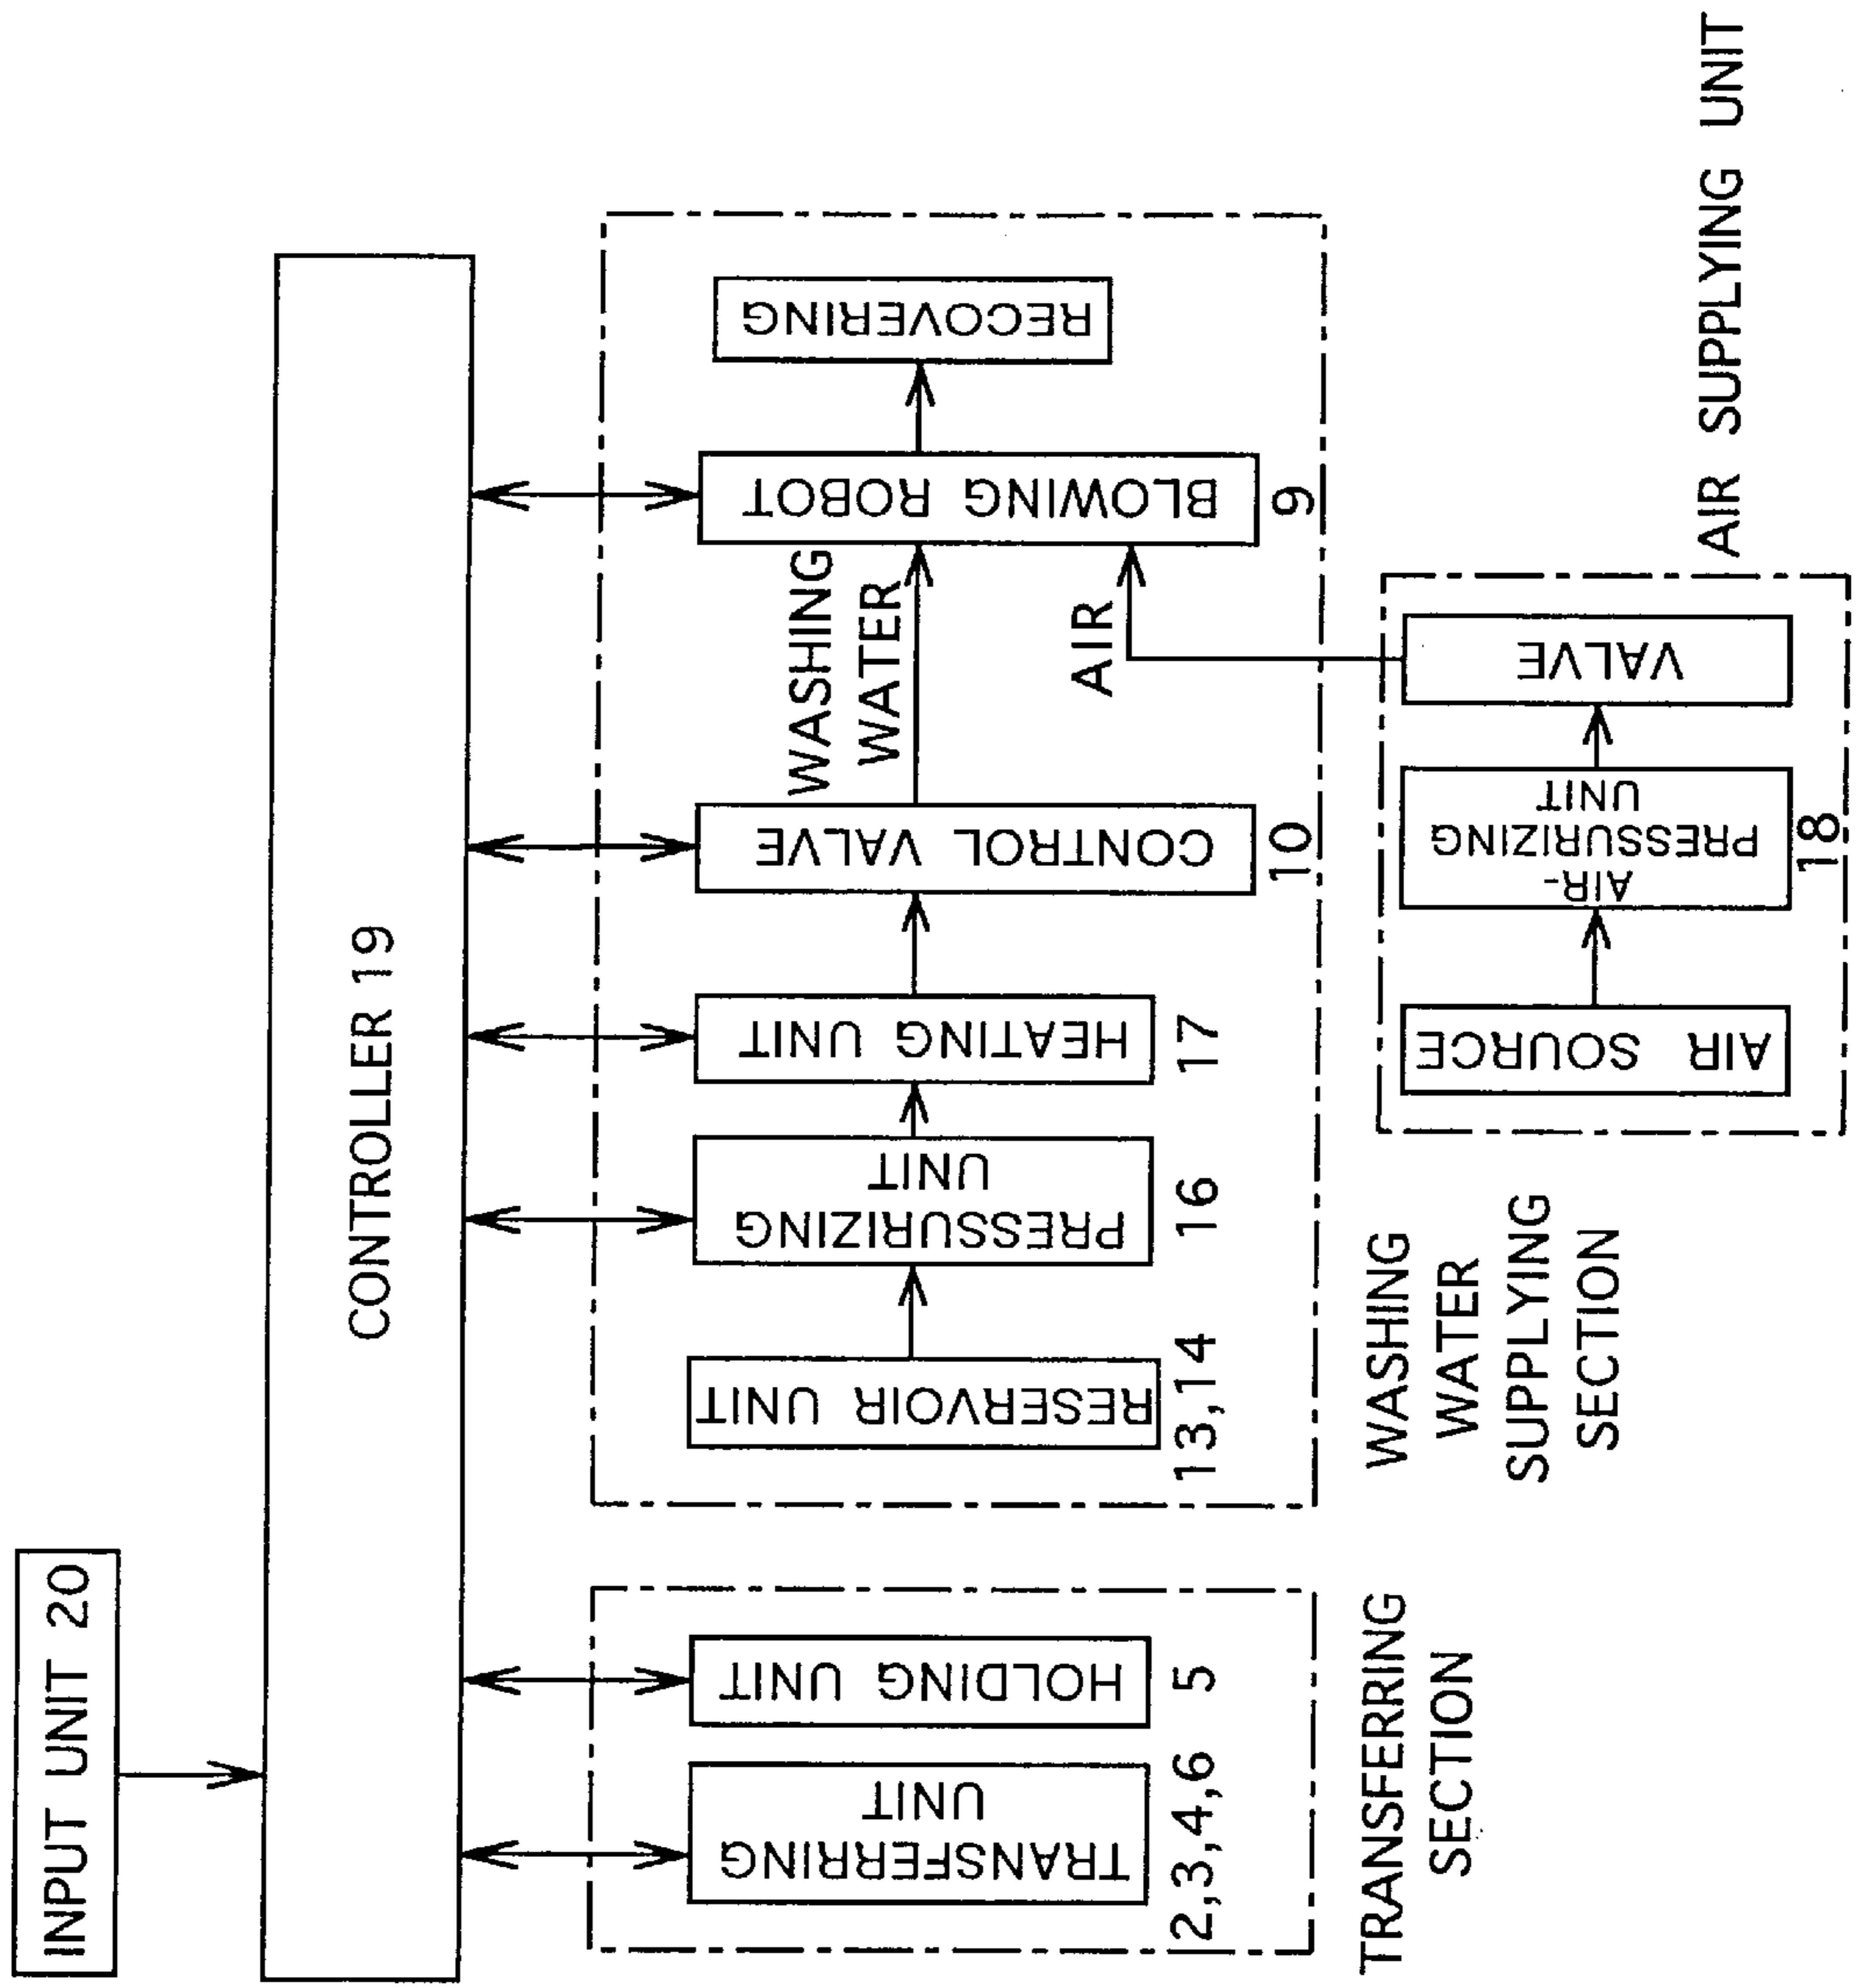 INPUT UNIT 20
CONTROLLER 19
TRANSFERRING
UNIT
2,3,4,6
HOLDING UNIT
5
TRANSFERRING
SECTION
RESERVOIR UNIT
13,14
PRESSURIZING
UNIT
16
HEATING UNIT
17
CONTROL VALVE
10
WASHING
WATER
AIR
BLOWING ROBOT
9
RECOVERING
WASHING
WATER
SUPPLYING
SECTION
AIR SOURCE
AIR-
PRESSURIZING
UNIT
18
VALVE
AIR SUPPLYING UNIT